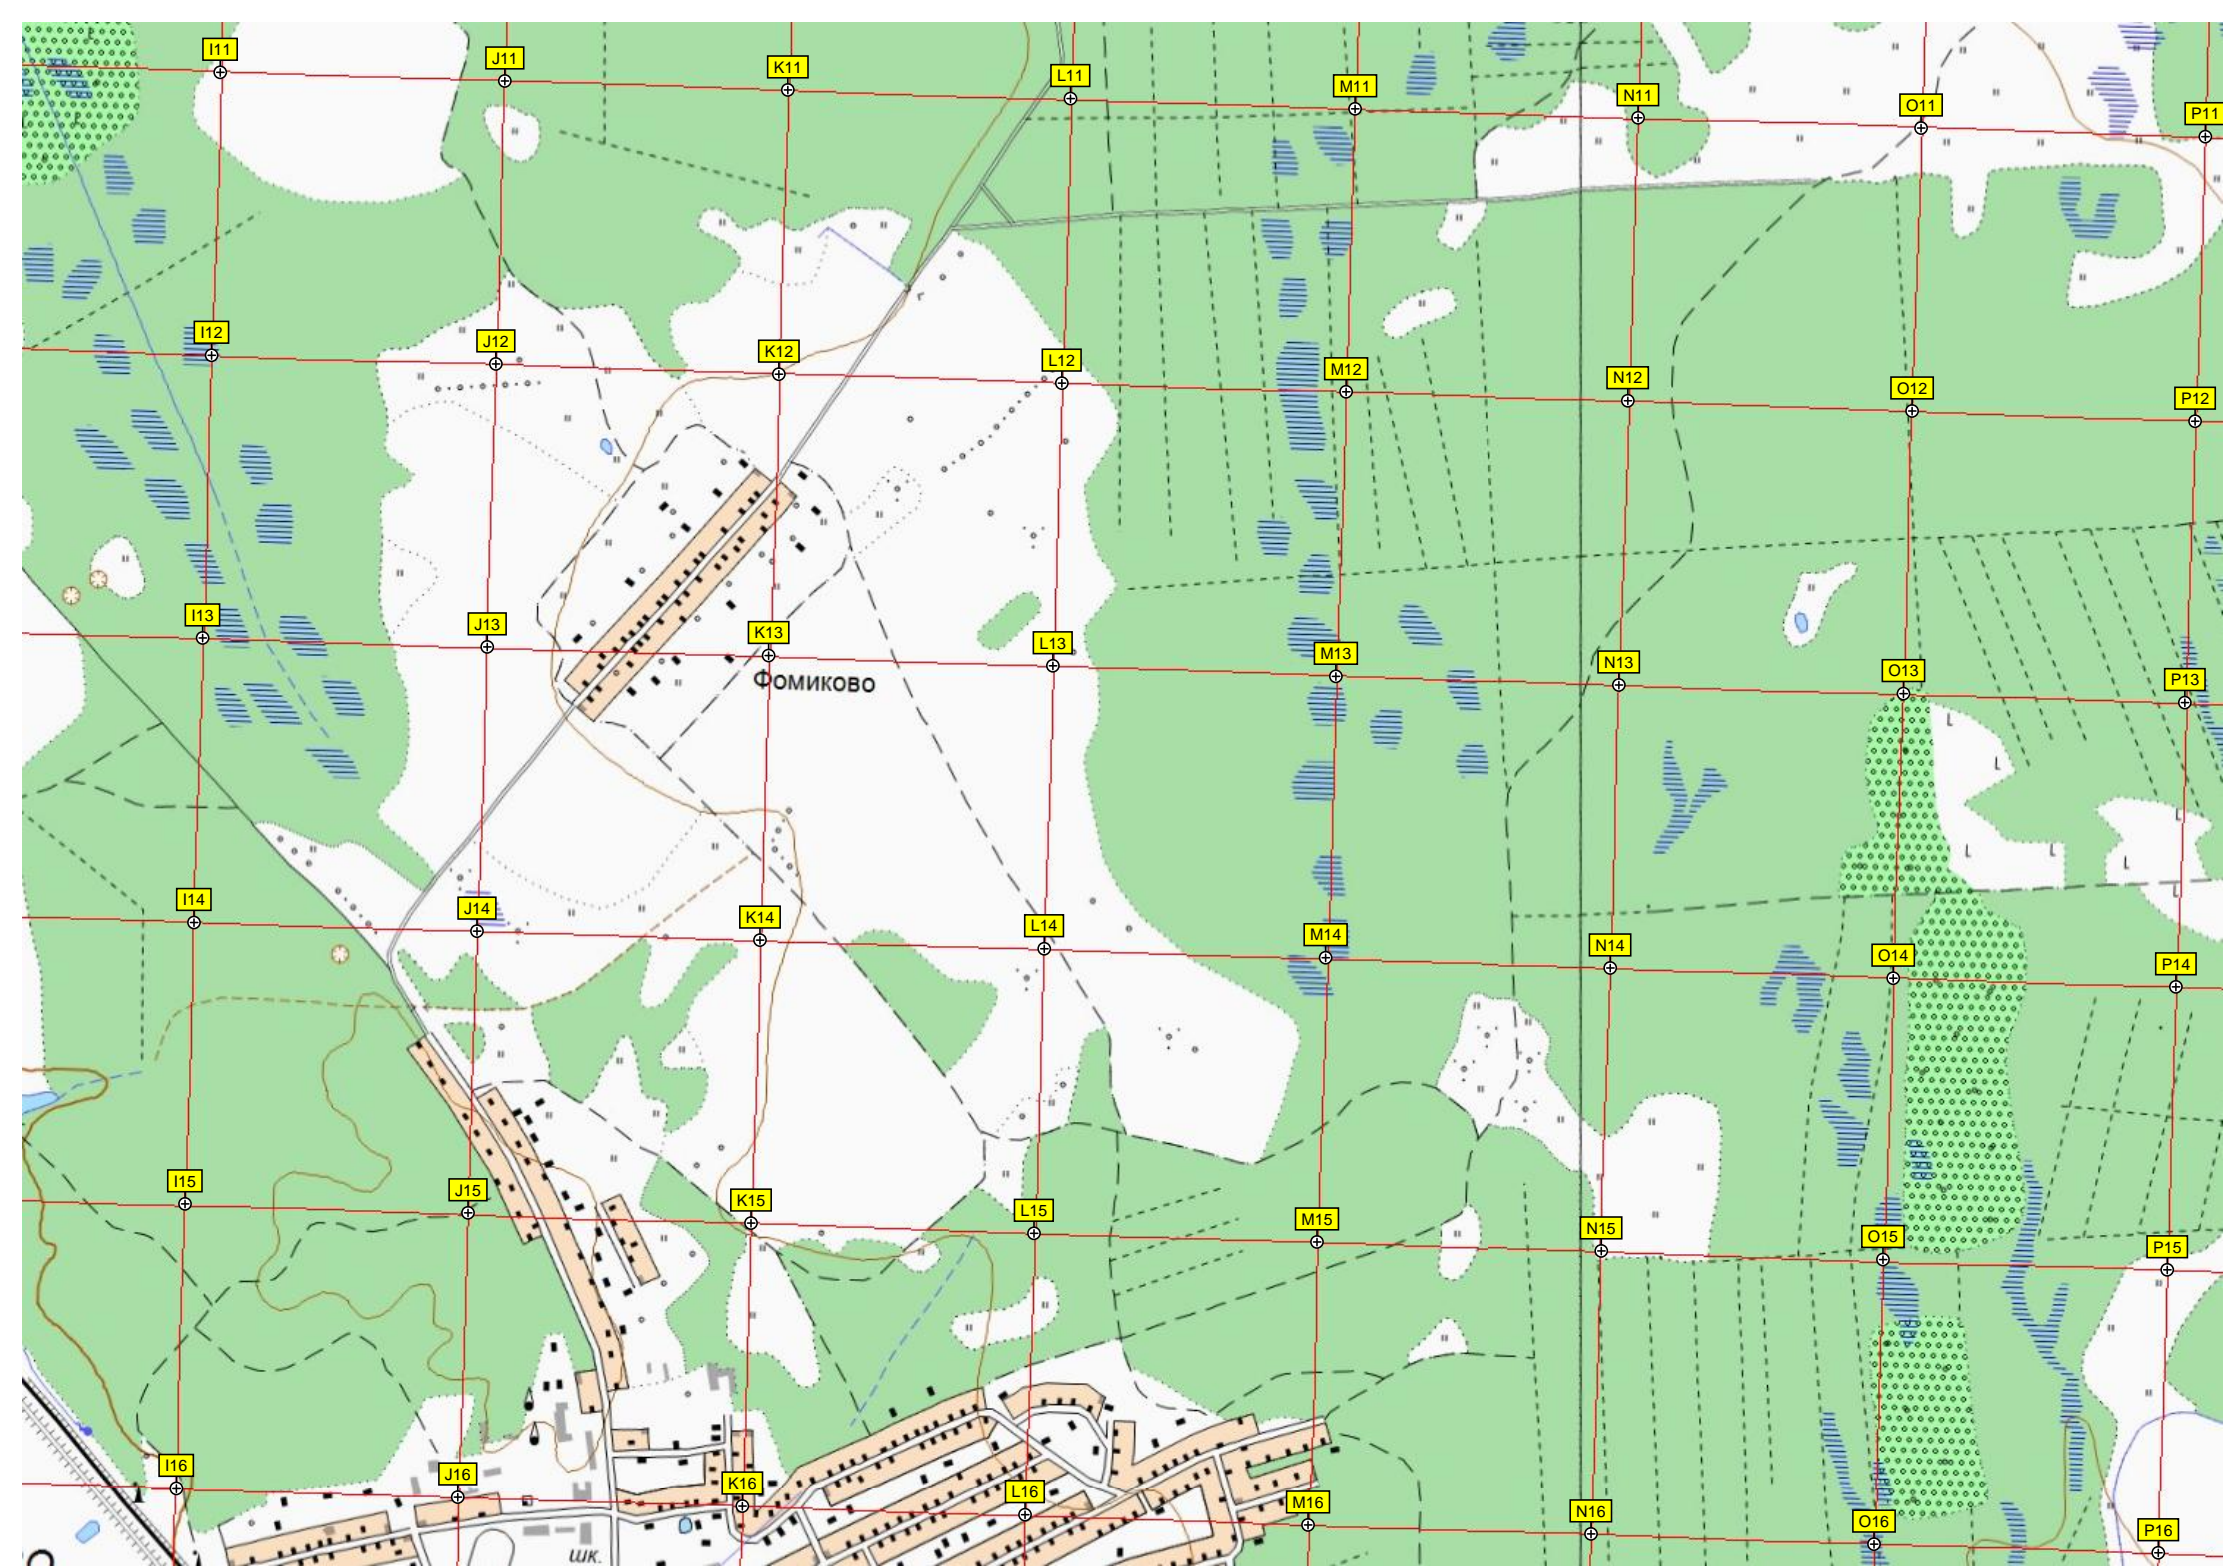 I11 J11 K11 L11 M11 N11 O11 P11
I12 J12 K12 L12 M12 N12 O12 P12
I13 J13 K13 L13 M13 N13 O13 P13
Фомиково
I14 J14 K14 L14 M14 N14 O14 P14
I15 J15 K15 L15 M15 N15 O15 P15
I16 J16 K16 L16 M16 N16 O16 P16
шк.